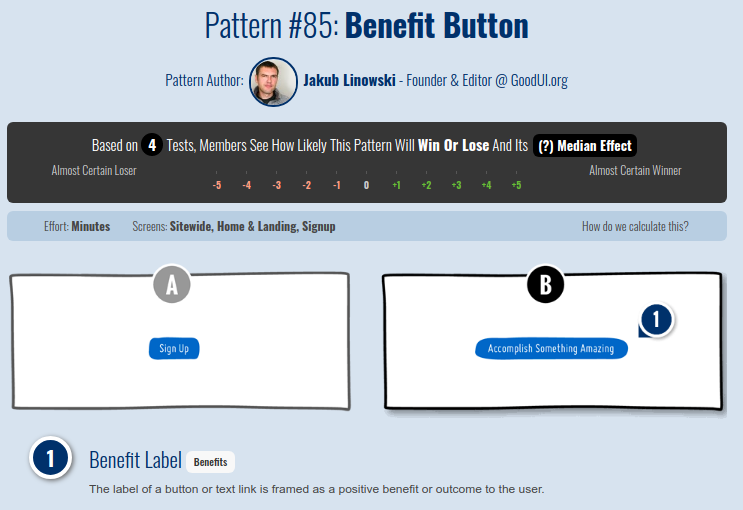 Pattern #85: Benefit Button
Pattern Author: Jakub Linowski - Founder & Editor @ GoodUI.org
Based on 4 Tests, Members See How Likely This Pattern Will Win Or Lose And Its (?) Median Effect
Almost Certain Loser
-5 -4 -3 -2 -1 0 +1 +2 +3 +4 +5
Almost Certain Winner
Effort: Minutes Screens: Sitewide, Home & Landing, Signup How do we calculate this?
A
Sign Up
B
1
Accomplish Something Amazing
1 Benefit Label Benefits
The label of a button or text link is framed as a positive benefit or outcome to the user.